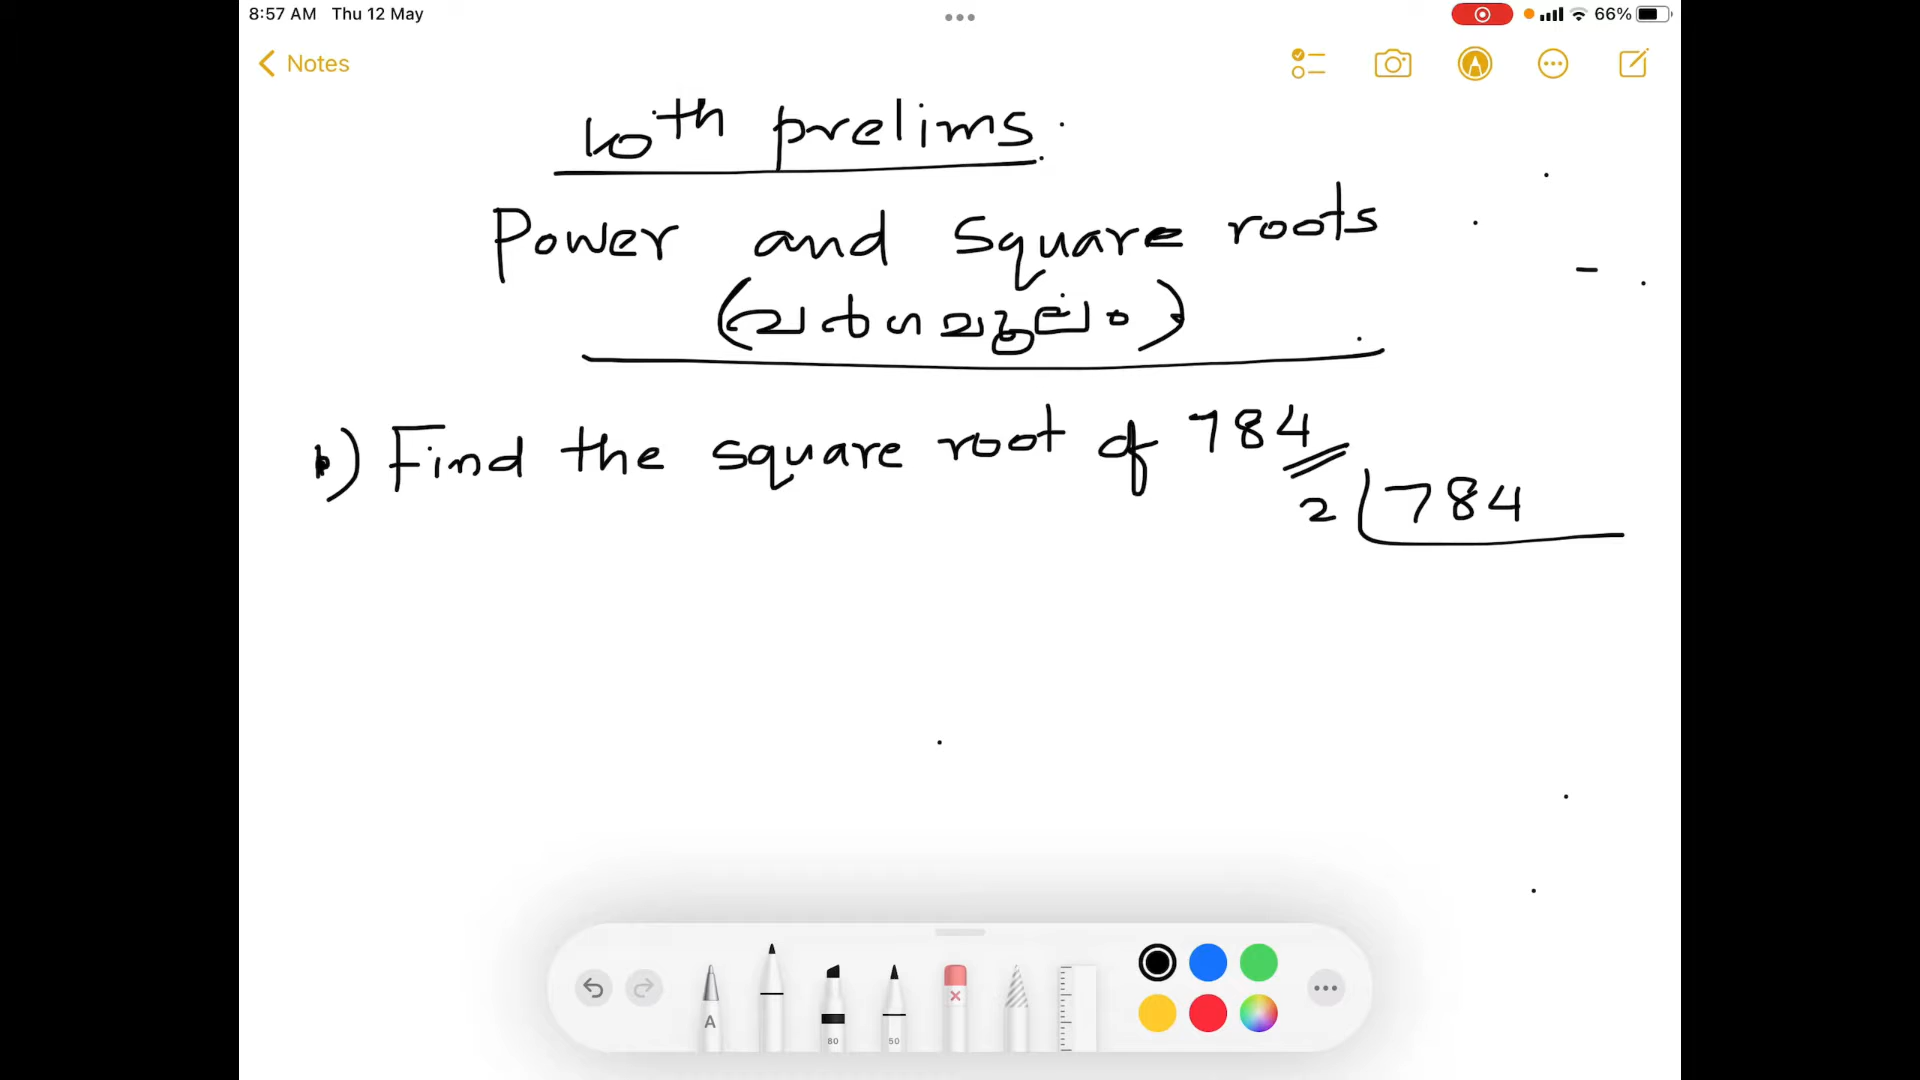 8:57 AM Thu 12 May
66%
Notes
10th prelims
Power and Square roots
1) Find the square root of 784
2 784
A
80
50